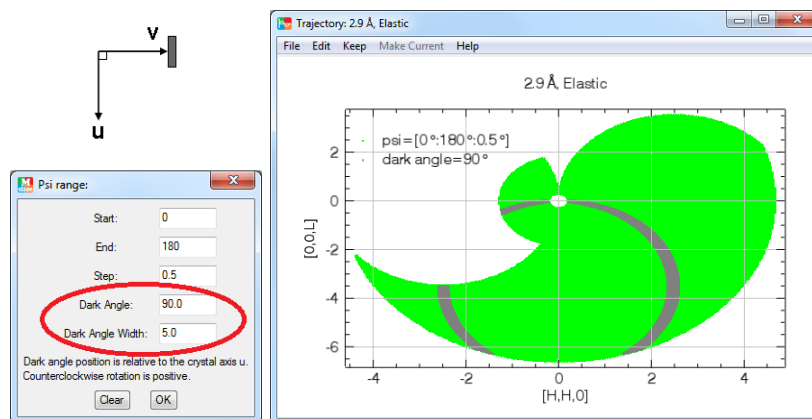 v
u
Psi range:
Start: 0
End: 180
Step: 0.5
Dark Angle: 90.0
Dark Angle Width: 5.0
Dark angle position is relative to the crystal axis u.
Counterclockwise rotation is positive.
Clear OK
Trajectory: 2.9 Å, Elastic
File Edit Keep Make Current Help
2.9 Å, Elastic
psi=[0°:180°:0.5°]
dark angle=90°
2
0
-2
-4
-6
[0,0,L]
-4 -2 0 2 4
[H,H,0]